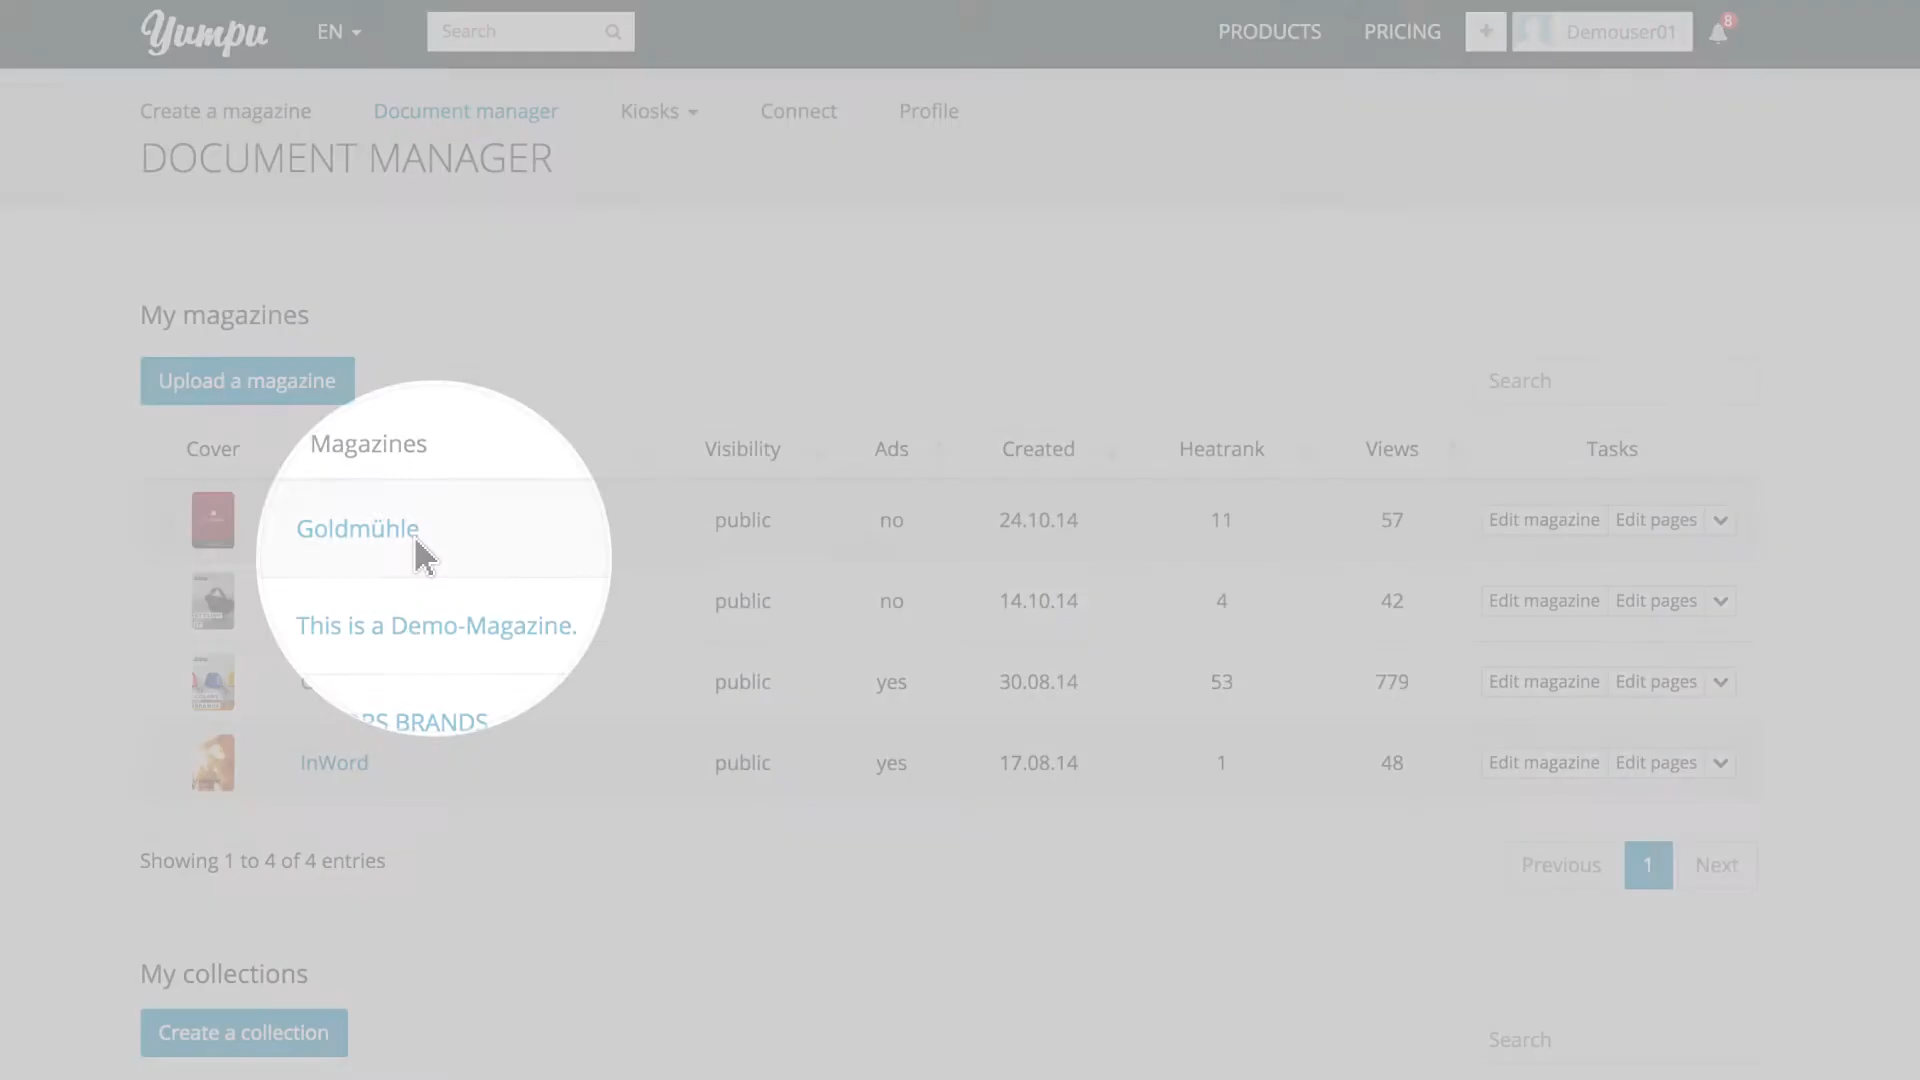 Yumpu EN Search PRODUCTS PRICING + Demouser01 8
Create a magazine Document manager Kiosks Connect Profile
DOCUMENT MANAGER
My magazines
Upload a magazine Search
Cover Magazines Visibility Ads Created Heatrank Views Tasks
Goldmühle public no 24.10.14 11 57 Edit magazine Edit pages
This is a Demo-Magazine. public no 14.10.14 4 42 Edit magazine Edit pages
BRANDS public yes 30.08.14 53 779 Edit magazine Edit pages
InWord public yes 17.08.14 1 48 Edit magazine Edit pages
Showing 1 to 4 of 4 entries Previous 1 Next
My collections
Create a collection Search